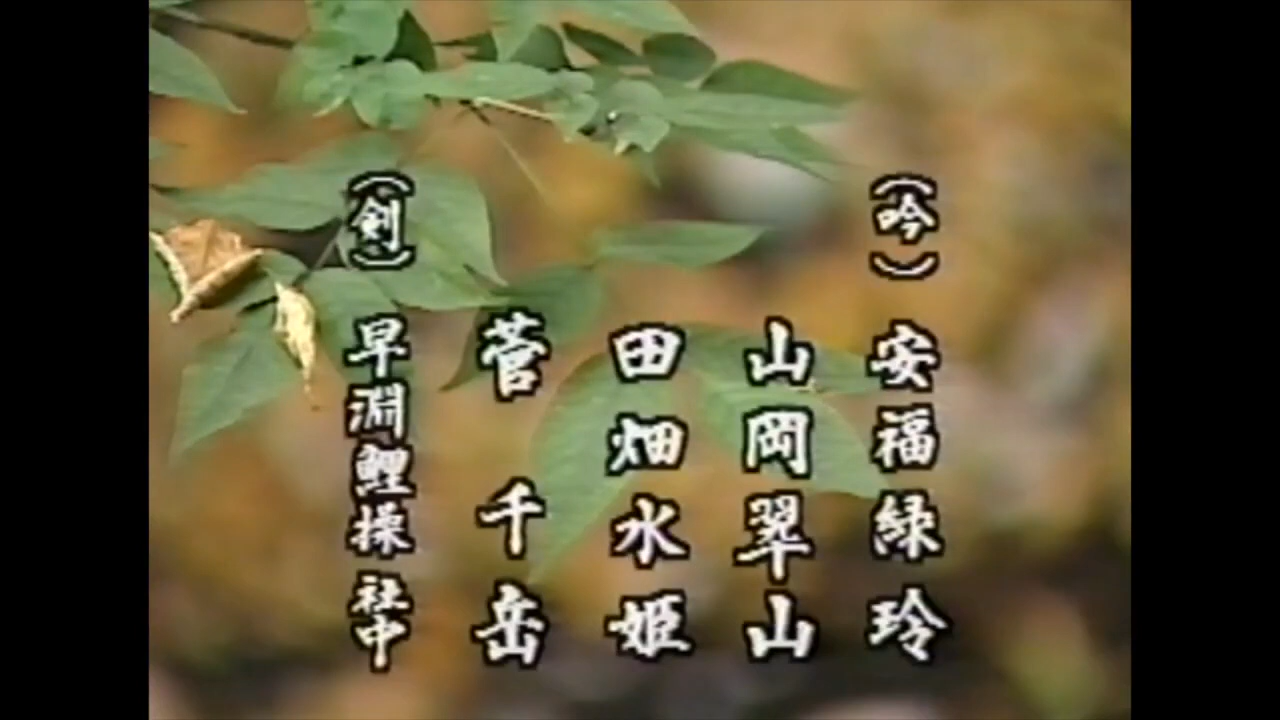 (吟) 安福緑玲
山岡翠山
田畑水姫
菅千岳
(剣) 早淵鯉操社中